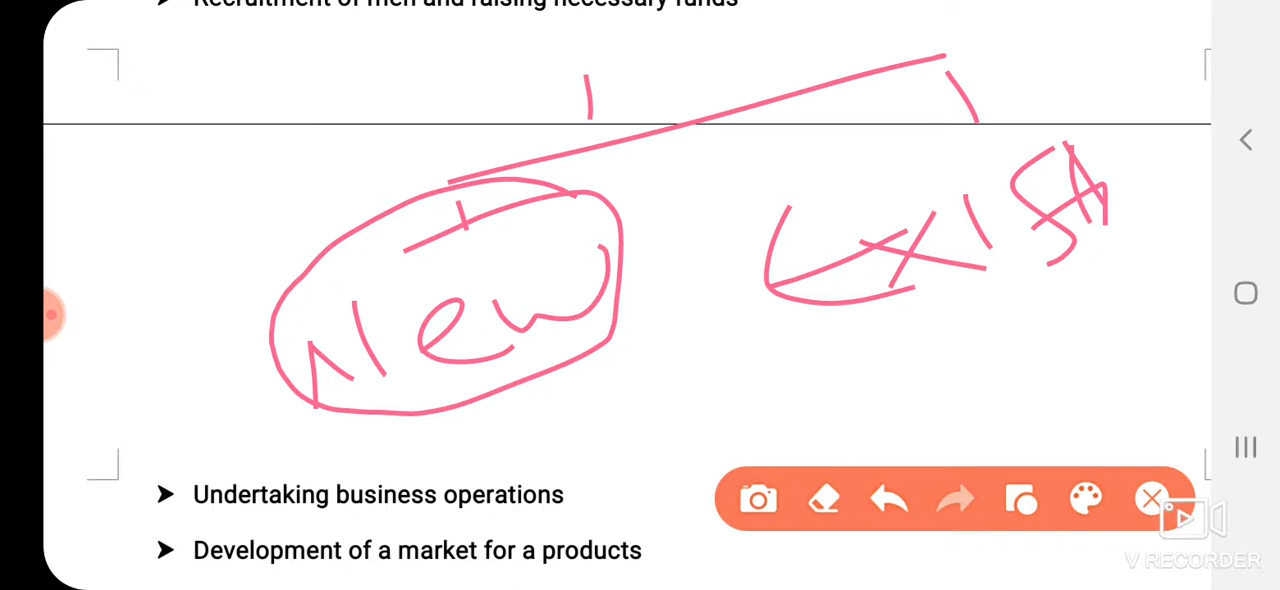 Recruitment of men and raising necessary funds
New Exist
➤ Undertaking business operations
➤ Development of a market for a products
V RECORDER